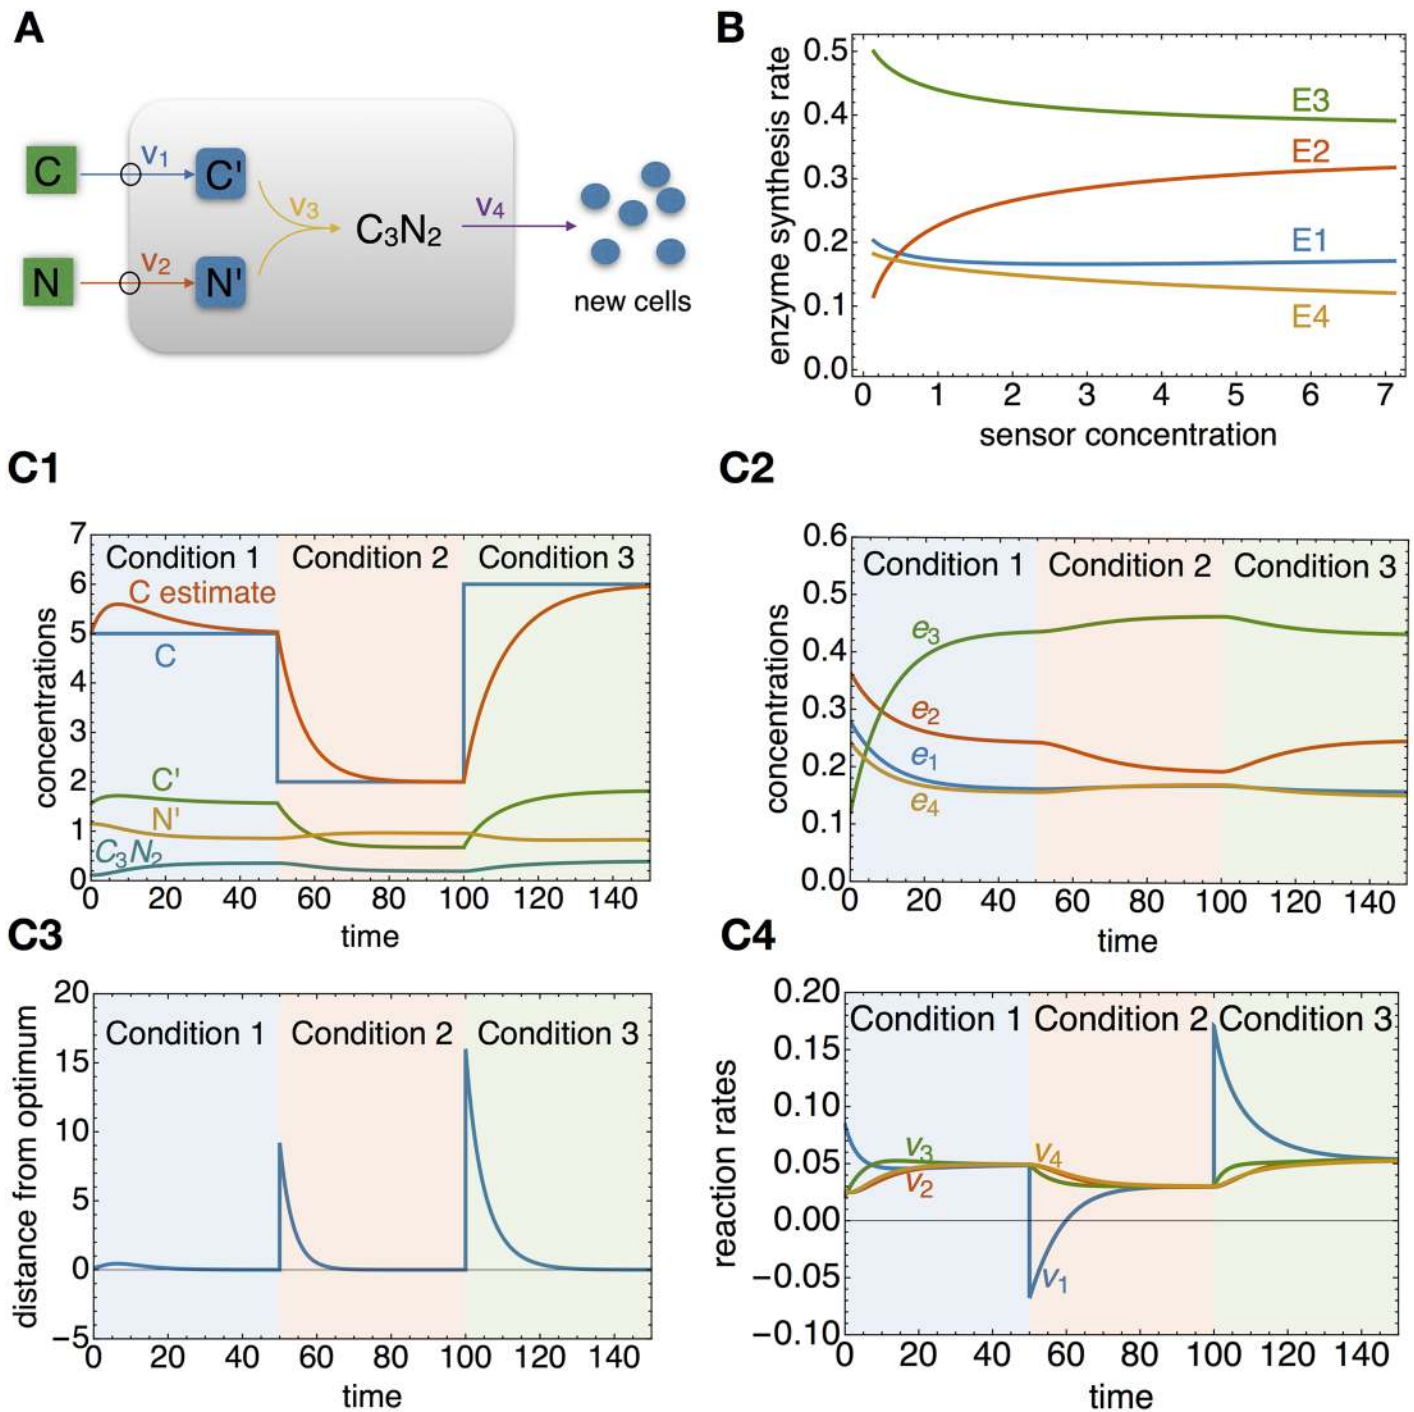 A
C
v1
C'
v3
C3N2
v4
N
v2
N'
new cells
B
enzyme synthesis rate
0.5
0.4
0.3
0.2
0.1
0.0
E3
E2
E1
E4
0 1 2 3 4 5 6 7
sensor concentration
C1
concentrations
7
6
5
4
3
2
1
0
Condition 1 Condition 2 Condition 3
C estimate
C
C'
N'
C3N2
0 20 40 60 80 100 120 140
time
C2
concentrations
0.6
0.5
0.4
0.3
0.2
0.1
0.0
Condition 1 Condition 2 Condition 3
e3
e2
e1
e4
0 20 40 60 80 100 120 140
time
C3
distance from optimum
20
15
10
5
0
−5
Condition 1 Condition 2 Condition 3
0 20 40 60 80 100 120 140
time
C4
reaction rates
0.20
0.15
0.10
0.05
0.00
−0.05
−0.10
Condition 1 Condition 2 Condition 3
v3
v2
v4
v1
0 20 40 60 80 100 120 140
time